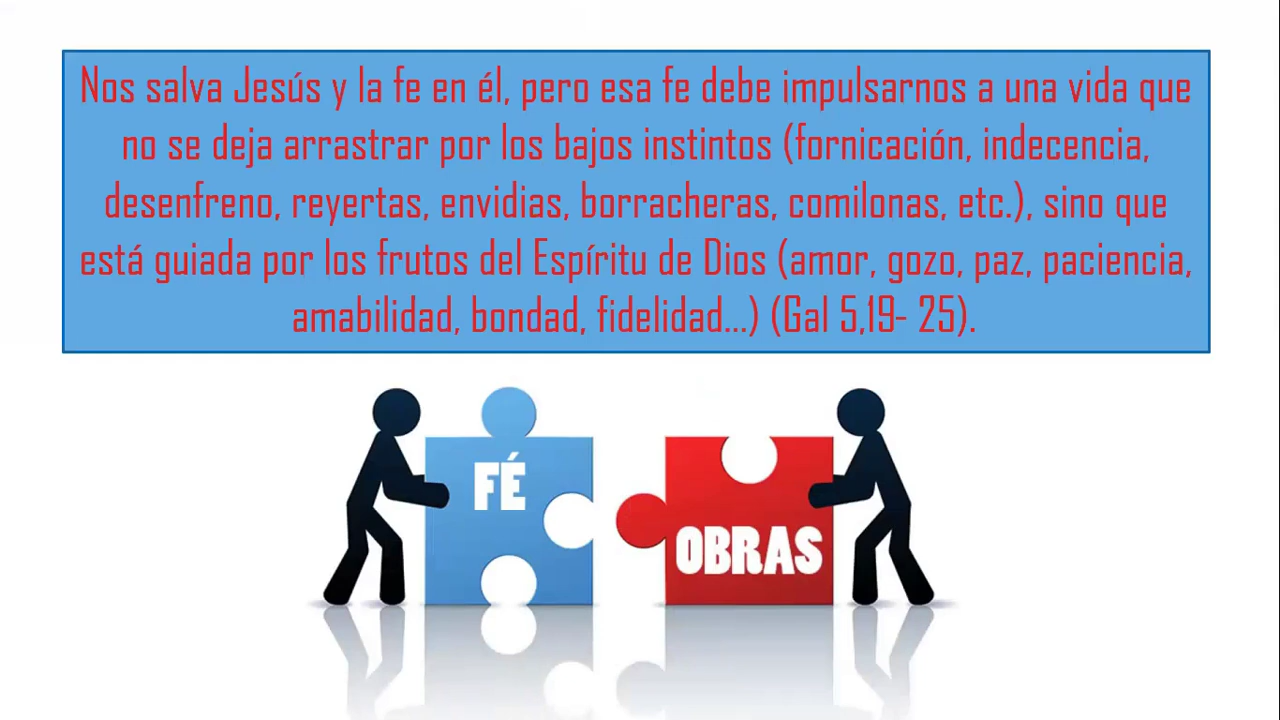 Nos salva Jesús y la fe en él, pero esa fe debe impulsarnos a una vida que
no se deja arrastrar por los bajos instintos (fornicación, indecencia,
desenfreno, reyertas, envidias, borracheras, comilonas, etc.), sino que
está guiada por los frutos del Espíritu de Dios (amor, gozo, paz, paciencia,
amabilidad, bondad, fidelidad...) (Gal 5,19- 25).
FÉ
OBRAS